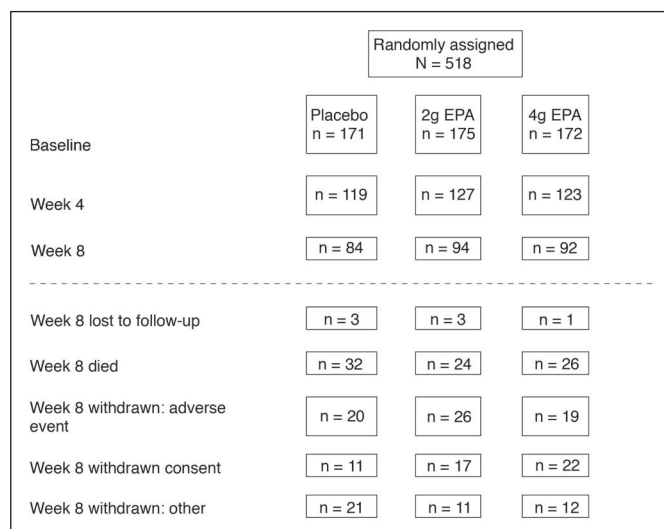 Randomly assigned
N = 518
Placebo
n = 171
2g EPA
n = 175
4g EPA
n = 172
Baseline
Week 4
n = 119
n = 127
n = 123
Week 8
n = 84
n = 94
n = 92
Week 8 lost to follow-up
n = 3
n = 3
n = 1
Week 8 died
n = 32
n = 24
n = 26
Week 8 withdrawn: adverse
event
n = 20
n = 26
n = 19
Week 8 withdrawn consent
n = 11
n = 17
n = 22
Week 8 withdrawn: other
n = 21
n = 11
n = 12